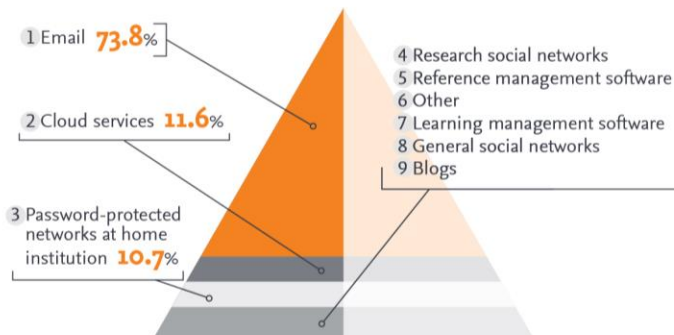 1 Email 73.8%
2 Cloud services 11.6%
3 Password-protected
networks at home
institution 10.7%
4 Research social networks
5 Reference management software
6 Other
7 Learning management software
8 General social networks
9 Blogs